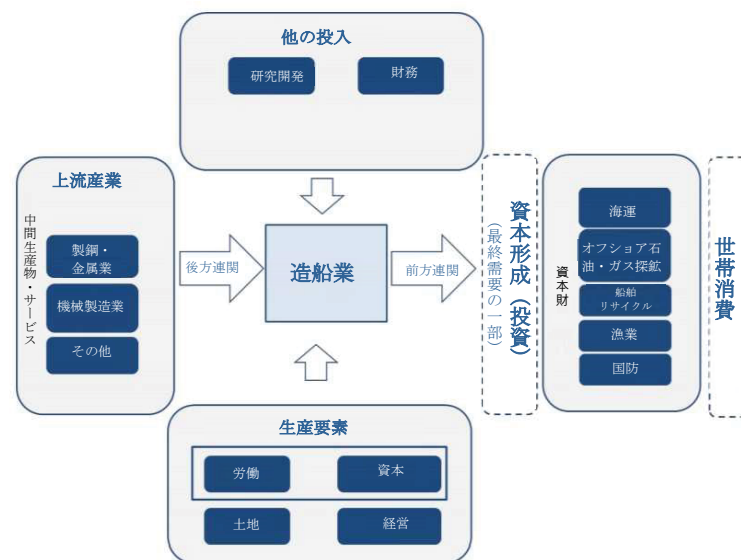 他の投入
研究開発
財務
上流産業
中間生産物・サービス
製鋼・
金属業
機械製造業
その他
後方連関
造船業
前方連関
資本形成（投資）
（最終需要の一部）
資本財
海運
オフショア石
油・ガス探鉱
船舶
リサイクル
漁業
国防
世帯消費
生産要素
労働
資本
土地
経営